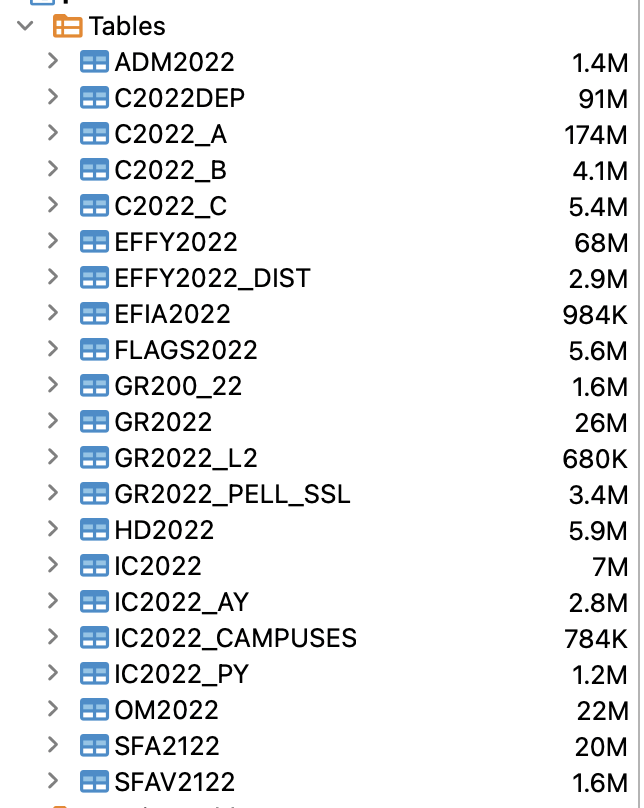 Tables
ADM2022 1.4M
C2022DEP 91M
C2022_A 174M
C2022_B 4.1M
C2022_C 5.4M
EFFY2022 68M
EFFY2022_DIST 2.9M
EFIA2022 984K
FLAGS2022 5.6M
GR200_22 1.6M
GR2022 26M
GR2022_L2 680K
GR2022_PELL_SSL 3.4M
HD2022 5.9M
IC2022 7M
IC2022_AY 2.8M
IC2022_CAMPUSES 784K
IC2022_PY 1.2M
OM2022 22M
SFA2122 20M
SFAV2122 1.6M